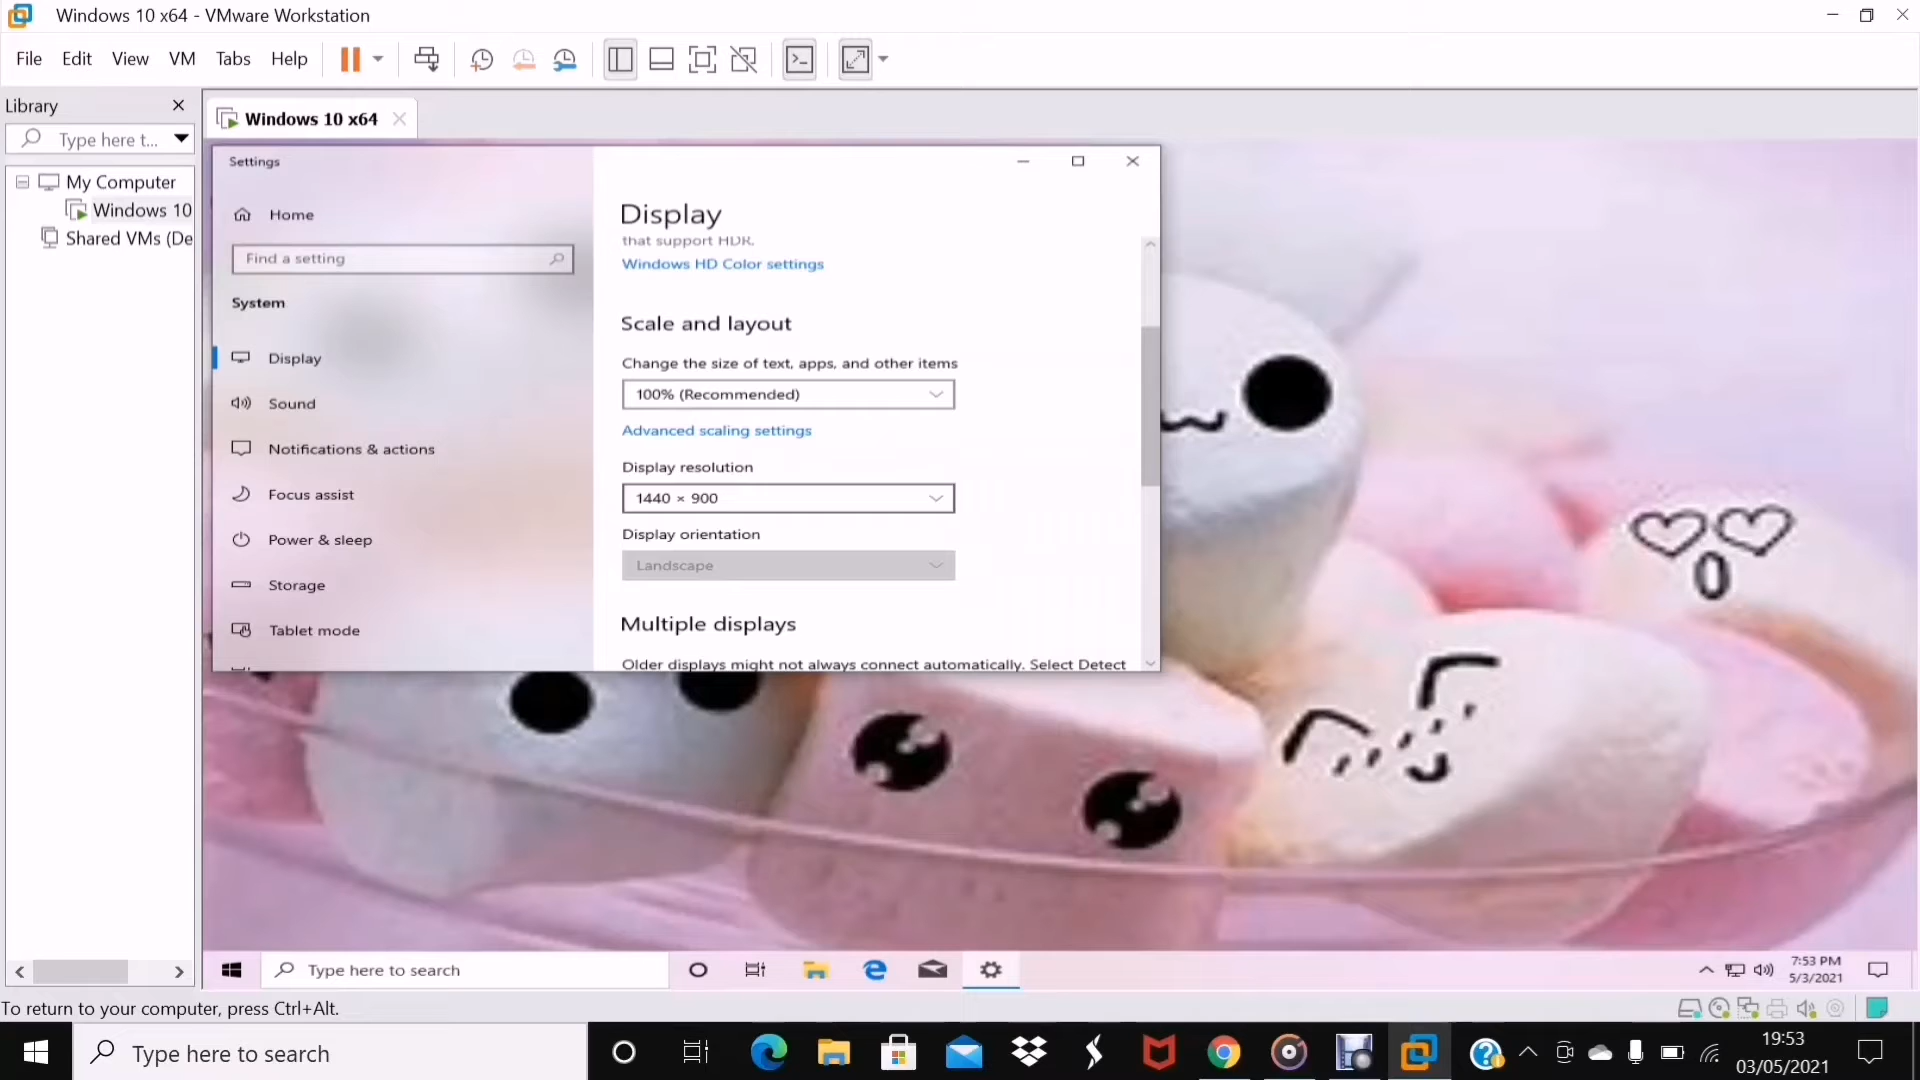 Windows 10 x64 - VMware Workstation
File Edit View VM Tabs Help
Library
Windows 10 x64
Type here t...
My Computer
Windows 10
Shared VMs (De
Settings
Home
Find a setting
System
Display
Sound
Notifications & actions
Focus assist
Power & sleep
Storage
Tablet mode
Display
that support HDR.
Windows HD Color settings
Scale and layout
Change the size of text, apps, and other items
100% (Recommended)
Advanced scaling settings
Display resolution
1440 × 900
Display orientation
Landscape
Multiple displays
Older displays might not always connect automatically. Select Detect
Type here to search
7:53 PM
5/3/2021
To return to your computer, press Ctrl+Alt.
Type here to search
19:53
03/05/2021